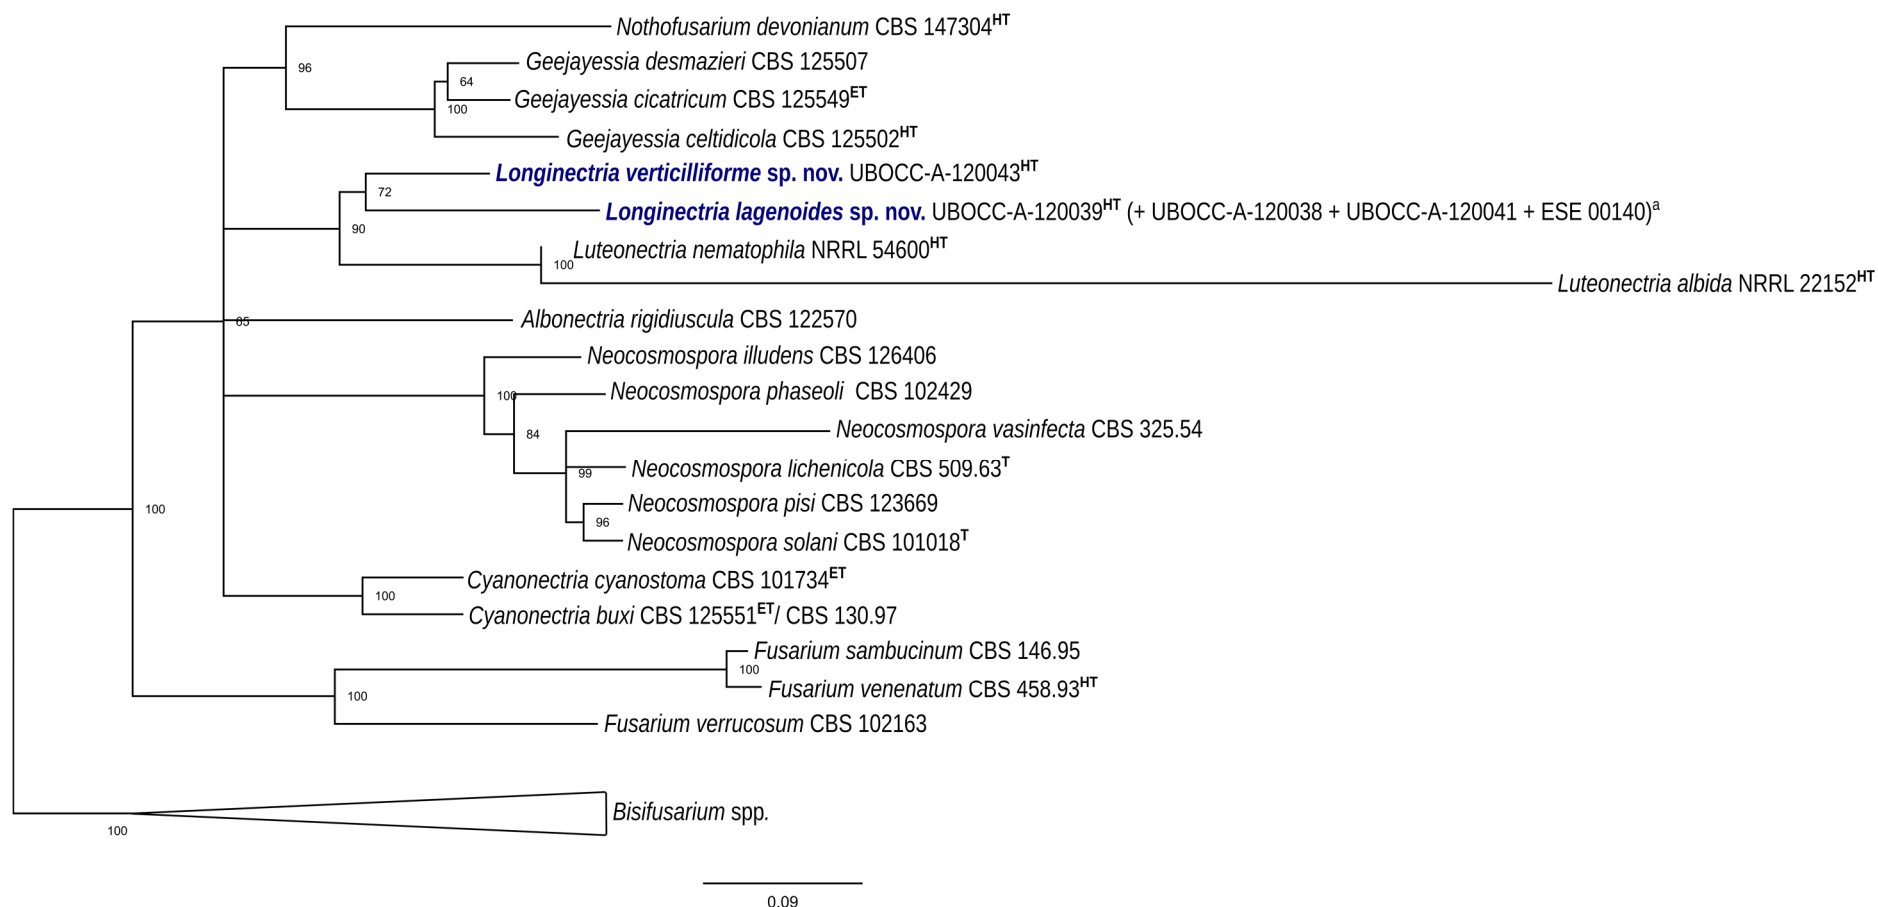 Nothofusarium devonianum CBS 147304HT
96
Geejayessia desmazieri CBS 125507
64
Geejayessia cicatricum CBS 125549ET
100
Geejayessia celtidicola CBS 125502HT
Longinectria verticilliforme sp. nov. UBOCC-A-120043HT
72
Longinectria lagenoides sp. nov. UBOCC-A-120039HT (+ UBOCC-A-120038 + UBOCC-A-120041 + ESE 00140)a
90
Luteonectria nematophila NRRL 54600HT
100
Luteonectria albida NRRL 22152HT
85
Albonectria rigidiuscula CBS 122570
Neocosmospora illudens CBS 126406
100
Neocosmospora phaseoli CBS 102429
84
Neocosmospora vasinfecta CBS 325.54
99
Neocosmospora lichenicola CBS 509.63T
Neocosmospora pisi CBS 123669
100
96
Neocosmospora solani CBS 101018T
Cyanonectria cyanostoma CBS 101734ET
100
Cyanonectria buxi CBS 125551ET/ CBS 130.97
Fusarium sambucinum CBS 146.95
100
Fusarium venenatum CBS 458.93HT
100
Fusarium verrucosum CBS 102163
Bisifusarium spp.
100
0.09